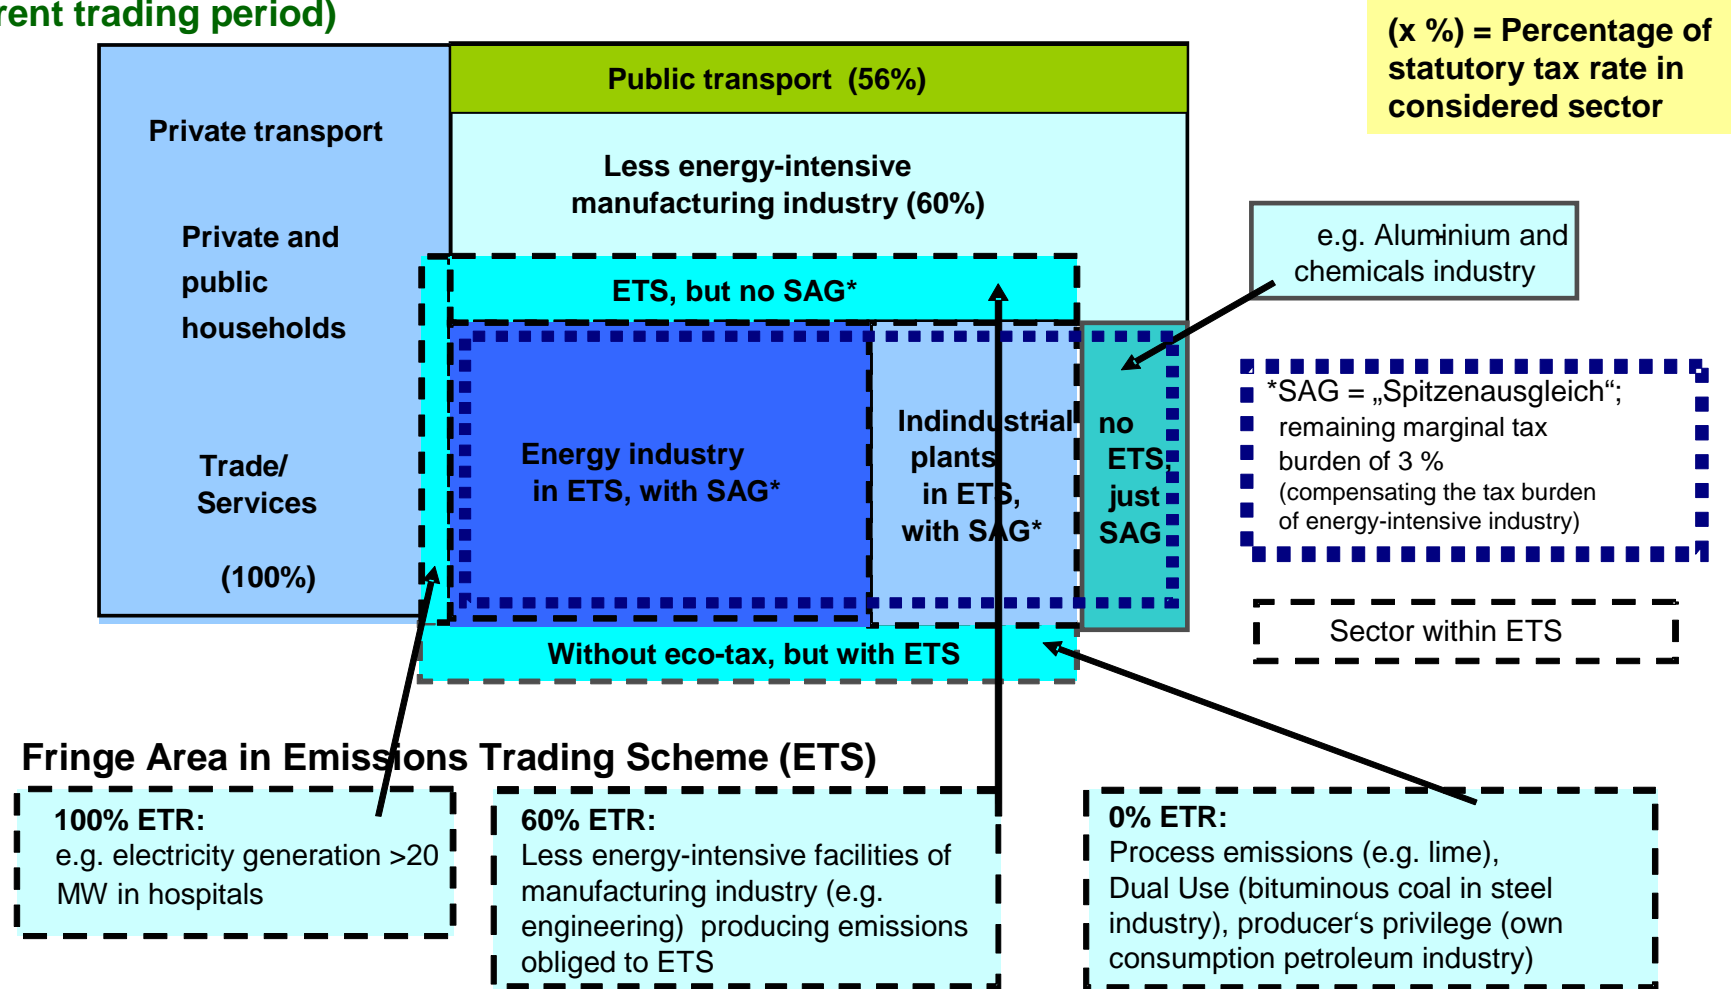 rent trading period)
(x %) = Percentage of
statutory tax rate in
considered sector
Public transport (56%)
Private transport
Less energy-intensive
manufacturing industry (60%)
Private and
public
households
e.g. Aluminium and
chemicals industry
ETS, but no SAG*
*SAG = „Spitzenausgleich“;
remaining marginal tax
burden of 3 %
(compensating the tax burden
of energy-intensive industry)
Energy industry
in ETS, with SAG*
Indindustrial
plants
in ETS,
with SAG*
no
ETS,
just
SAG
Trade/
Services
(100%)
Sector within ETS
Without eco-tax, but with ETS
Fringe Area in Emissions Trading Scheme (ETS)
100% ETR:
e.g. electricity generation >20
MW in hospitals
60% ETR:
Less energy-intensive facilities of
manufacturing industry (e.g.
engineering) producing emissions
obliged to ETS
0% ETR:
Process emissions (e.g. lime),
Dual Use (bituminous coal in steel
industry), producer‘s privilege (own
consumption petroleum industry)